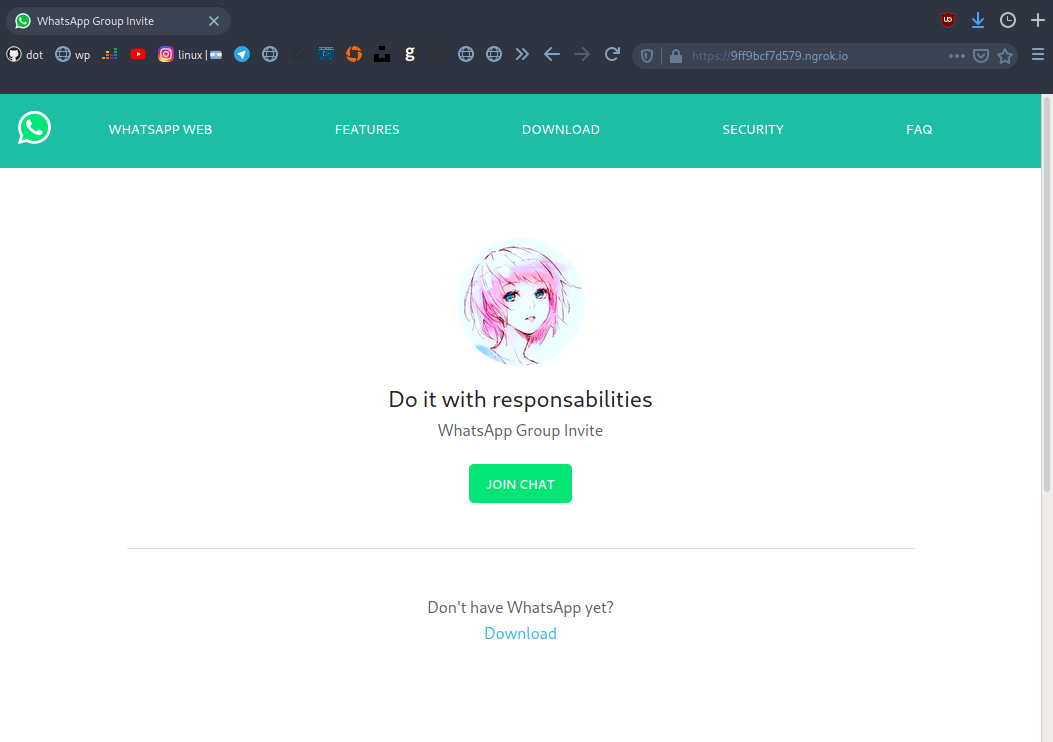 WhatsApp Group Invite
UD
dot
wp
linux |
g
https://9ff9bcf7d579.ngrok.io
WHATSAPP WEB
FEATURES
DOWNLOAD
SECURITY
FAQ
Do it with responsabilities
WhatsApp Group Invite
JOIN CHAT
Don't have WhatsApp yet?
Download